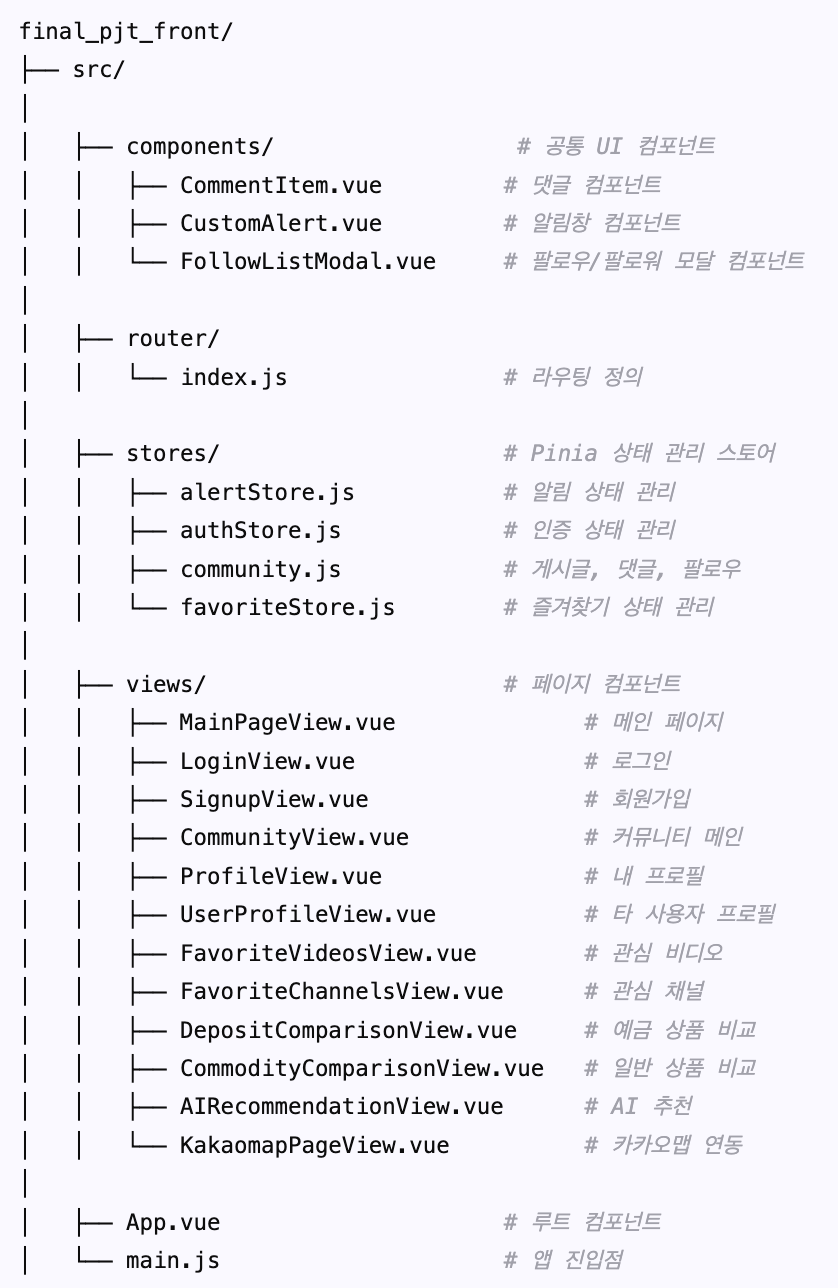 final_pjt_front/
├── src/
│
│   ├── components/                  # 공통 UI 컴포넌트
│   │   ├── CommentItem.vue         # 댓글 컴포넌트
│   │   ├── CustomAlert.vue         # 알림창 컴포넌트
│   │   └── FollowListModal.vue     # 팔로우/팔로워 모달 컴포넌트
│
│   ├── router/
│   │   └── index.js                # 라우팅 정의
│
│   ├── stores/                     # Pinia 상태 관리 스토어
│   │   ├── alertStore.js           # 알림 상태 관리
│   │   ├── authStore.js            # 인증 상태 관리
│   │   ├── community.js            # 게시글, 댓글, 팔로우
│   │   └── favoriteStore.js        # 즐겨찾기 상태 관리
│
│   ├── views/                      # 페이지 컴포넌트
│   │   ├── MainPageView.vue              # 메인 페이지
│   │   ├── LoginView.vue                 # 로그인
│   │   ├── SignupView.vue                # 회원가입
│   │   ├── CommunityView.vue             # 커뮤니티 메인
│   │   ├── ProfileView.vue               # 내 프로필
│   │   ├── UserProfileView.vue           # 타 사용자 프로필
│   │   ├── FavoriteVideosView.vue        # 관심 비디오
│   │   ├── FavoriteChannelsView.vue      # 관심 채널
│   │   ├── DepositComparisonView.vue     # 예금 상품 비교
│   │   ├── CommodityComparisonView.vue   # 일반 상품 비교
│   │   ├── AIRecommendationView.vue      # AI 추천
│   │   └── KakaomapPageView.vue          # 카카오맵 연동
│
│   ├── App.vue                     # 루트 컴포넌트
│   └── main.js                     # 앱 진입점